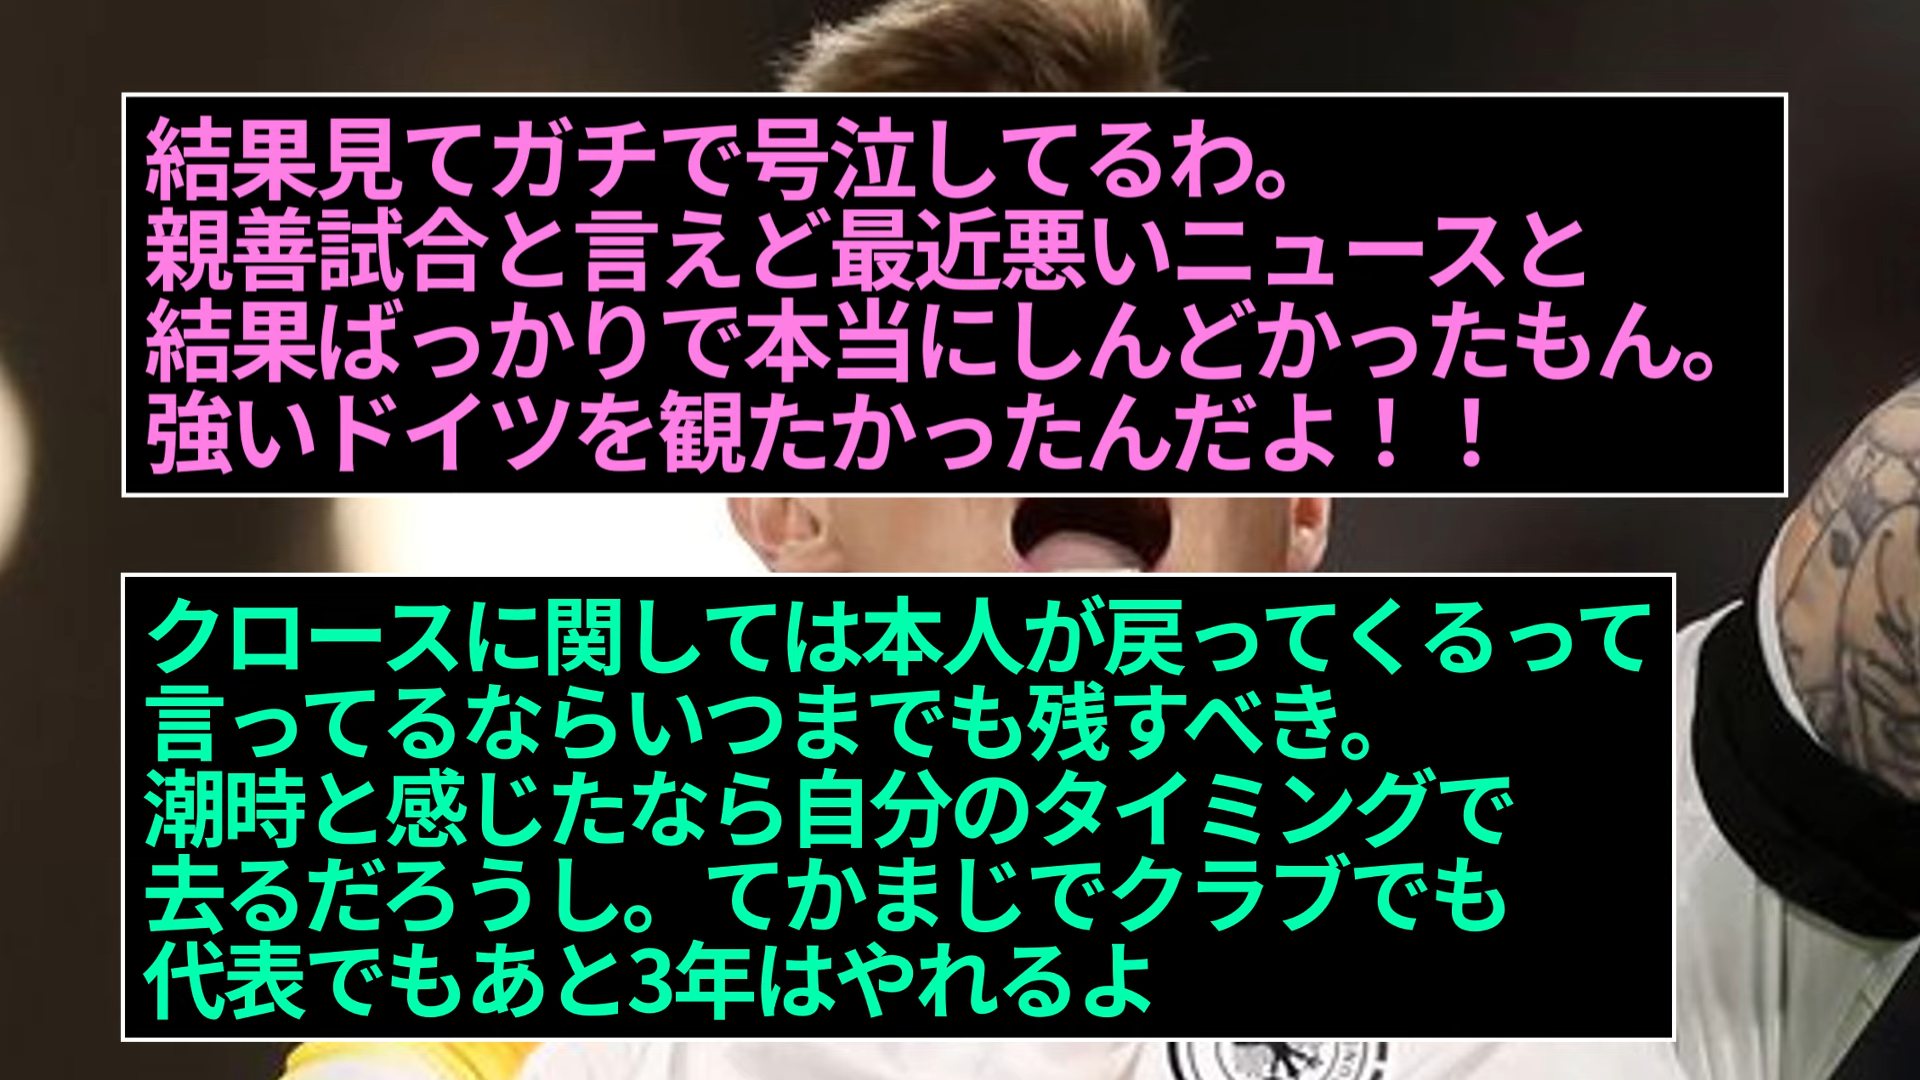 結果見てガチで号泣してるわ。
親善試合と言えど最近悪いニュースと
結果ばっかりで本当にしんどかったもん。
強いドイツを観たかったんだよ！！
クロースに関しては本人が戻ってくるって
言ってるならいつまでも残すべき。
潮時と感じたなら自分のタイミングで
去るだろうし。てかまじでクラブでも
代表でもあと3年はやれるよ